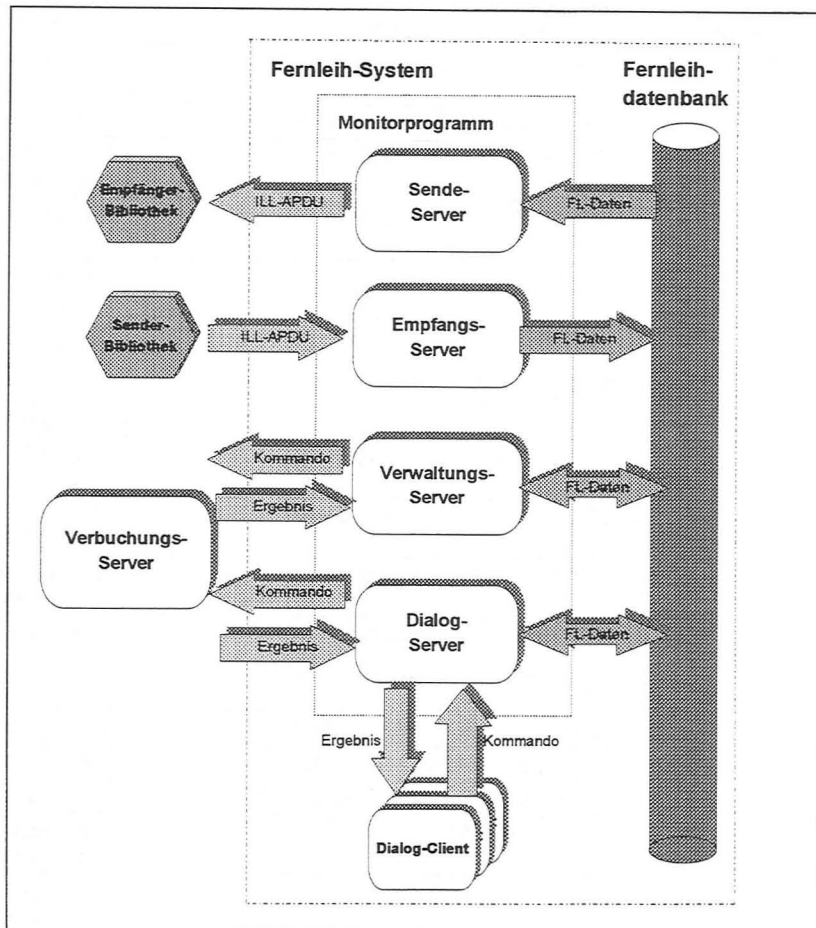 Fernleih-System
Fernleih-
datenbank
Monitorprogramm
Empfänger-
Bibliothek
ILL-APDU
Sende-
Server
FL-Daten
Sender-
Bibliothek
ILL-APDU
Empfangs-
Server
FL-Daten
Kommando
Ergebnis
Verwaltungs-
Server
FL-Daten
Verbuchungs-
Server
Kommando
Ergebnis
Dialog-
Server
FL-Daten
Ergebnis
Kommando
Dialog-Client